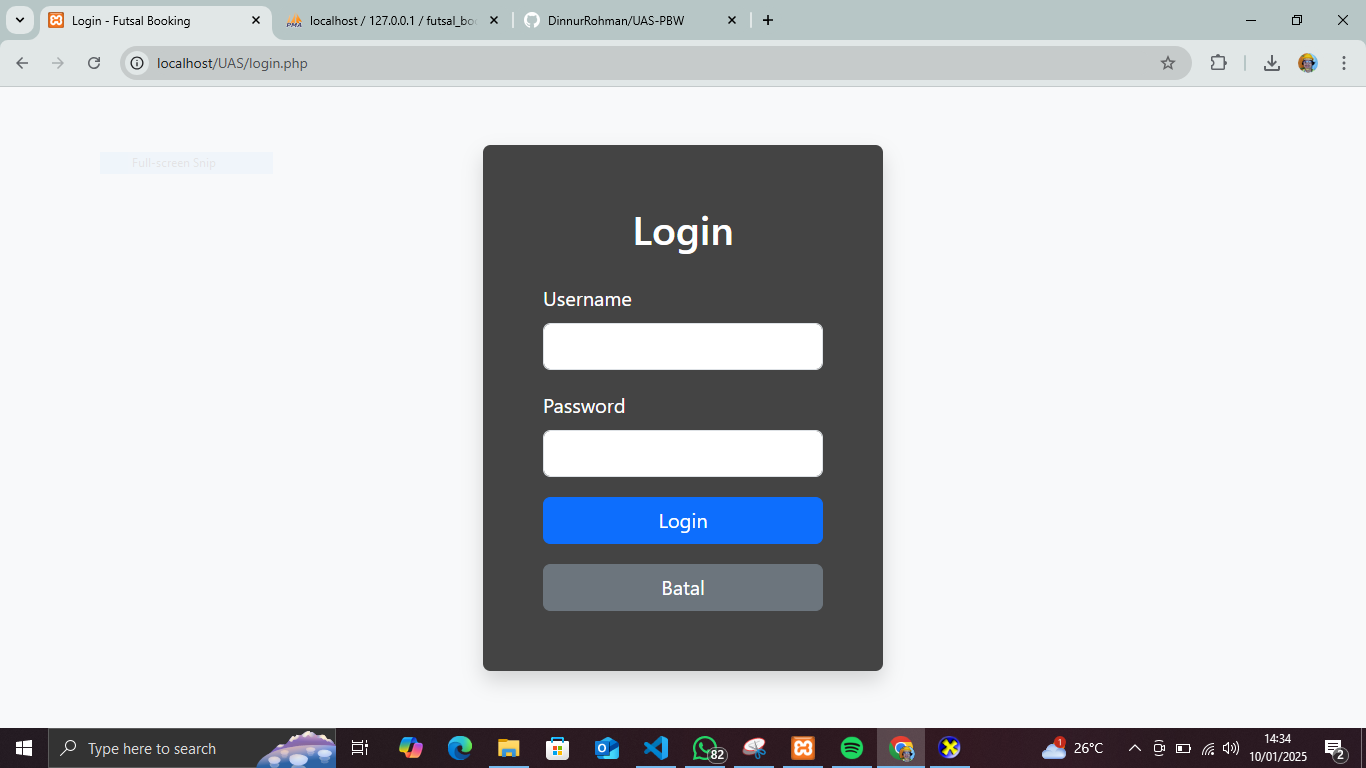 Login - Futsal Booking
localhost / 127.0.0.1 / futsal_boo
DinnurRohman/UAS-PBW
localhost/UAS/login.php
Full-screen Snip
Login
Username
Password
Login
Batal
Type here to search
82
1
26°C
14:34
10/01/2025
2